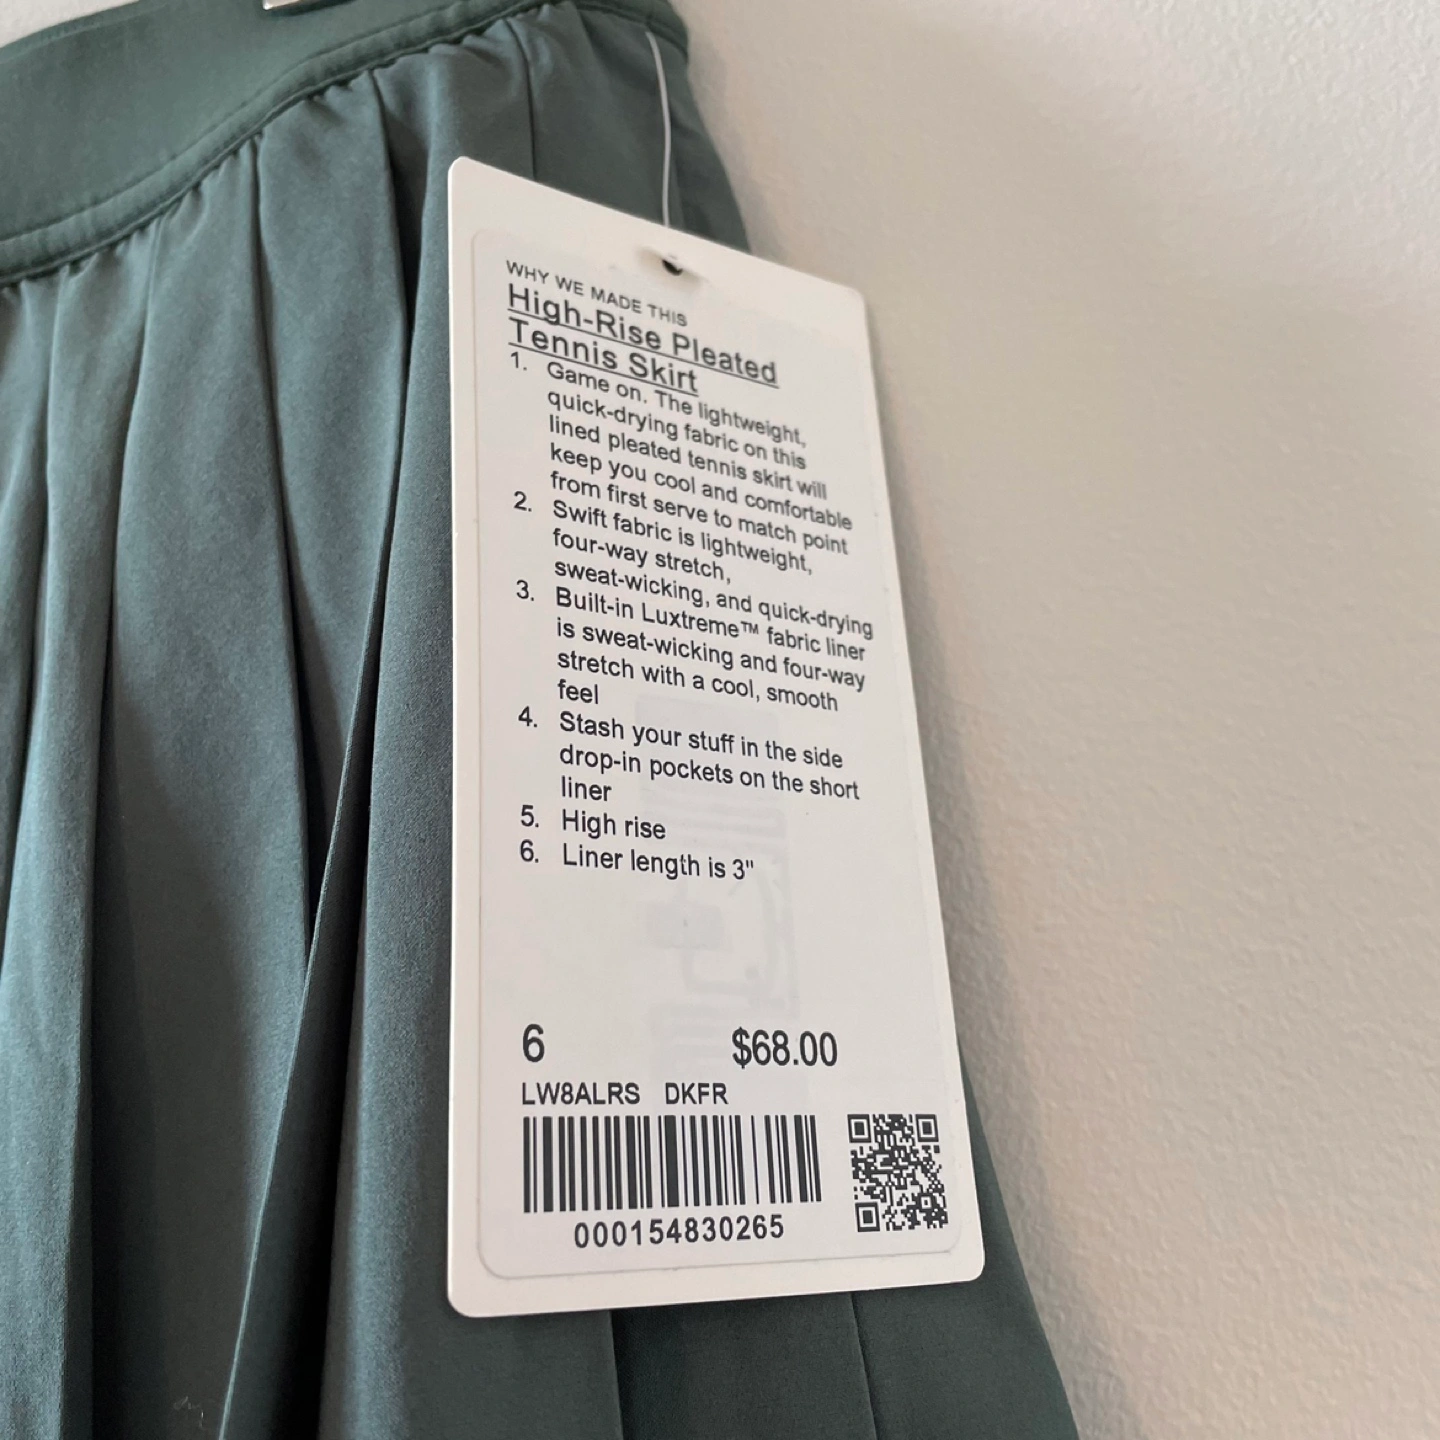 WHY WE MADE THIS
High-Rise Pleated
Tennis Skirt
1. Game on. The lightweight,
quick-drying fabric on this
lined pleated tennis skirt will
keep you cool and comfortable
from first serve to match point
2. Swift fabric is lightweight,
four-way stretch,
sweat-wicking, and quick-drying
3. Built-in Luxtreme™ fabric liner
is sweat-wicking and four-way
stretch with a cool, smooth
feel
4. Stash your stuff in the side
drop-in pockets on the short
liner
5. High rise
6. Liner length is 3"
6 $68.00
LW8ALRS DKFR
000154830265